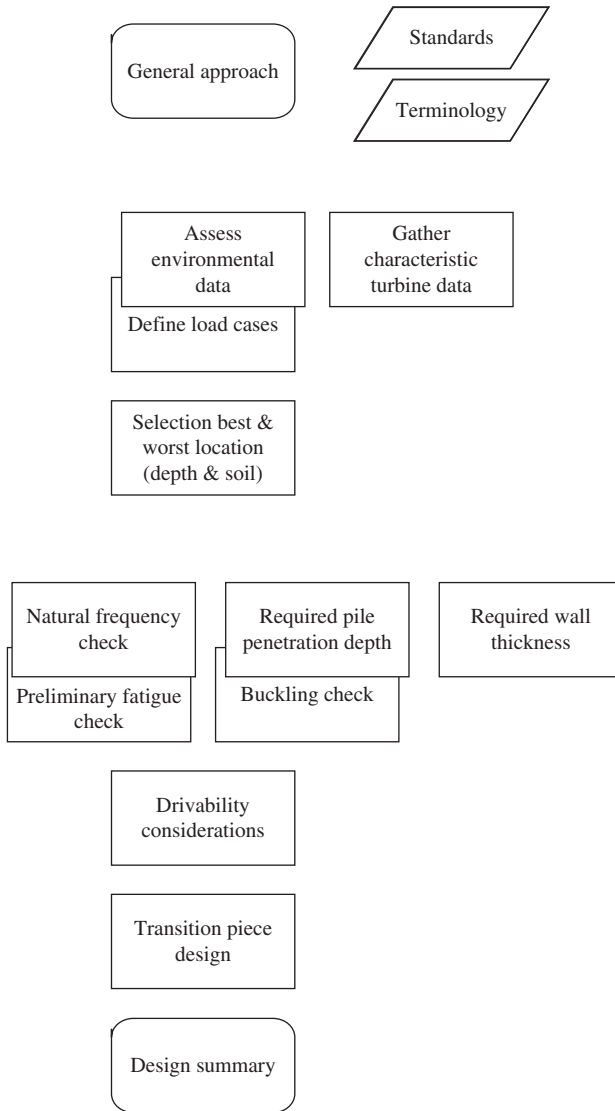 General approach
Standards
Terminology
Assess
environmental
data
Gather
characteristic
turbine data
Define load cases
Selection best &
worst location
(depth & soil)
Natural frequency
check
Required pile
penetration depth
Required wall
thickness
Preliminary fatigue
check
Buckling check
Drivability
considerations
Transition piece
design
Design summary